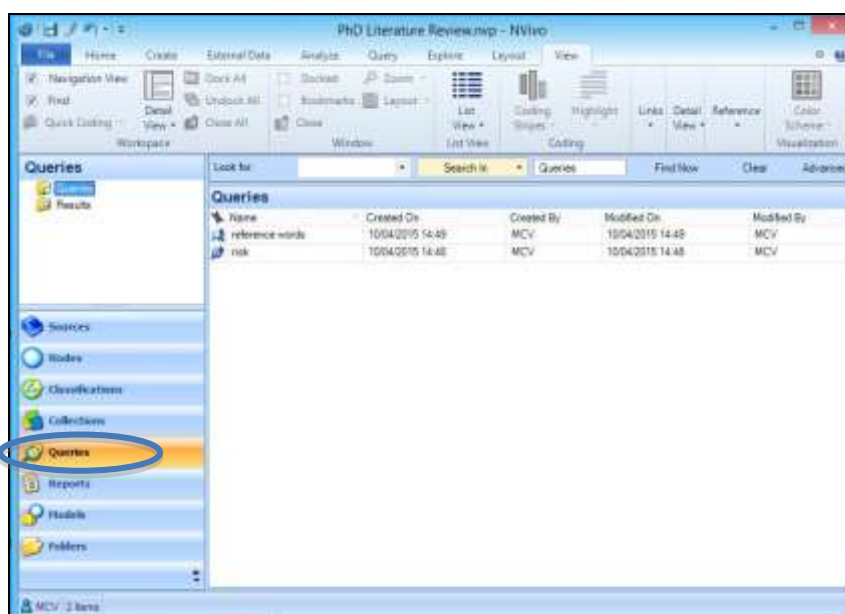 PhD Literature Review.nvp - NVivo
File Home Create External Data Analyze Query Explore Layout View
Navigation View Dock All Docked Zoom
Find Detail View Undock All Bookmarks Layout List View Coding Stripes Highlight Links Detail View Reference Color Scheme
Quick Coding Close All Close
Workspace Window List View Coding Visualization
Queries Look for: Search In Queries Find Now Clear Advanced
Queries
Results
Queries
Name Created On Created By Modified On Modified By
reference words 10/04/2015 14:49 MCV 10/04/2015 14:49 MCV
risk 10/04/2015 14:48 MCV 10/04/2015 14:48 MCV
Sources
Nodes
Classifications
Collections
Queries
Reports
Models
Folders
MCV 2 Items